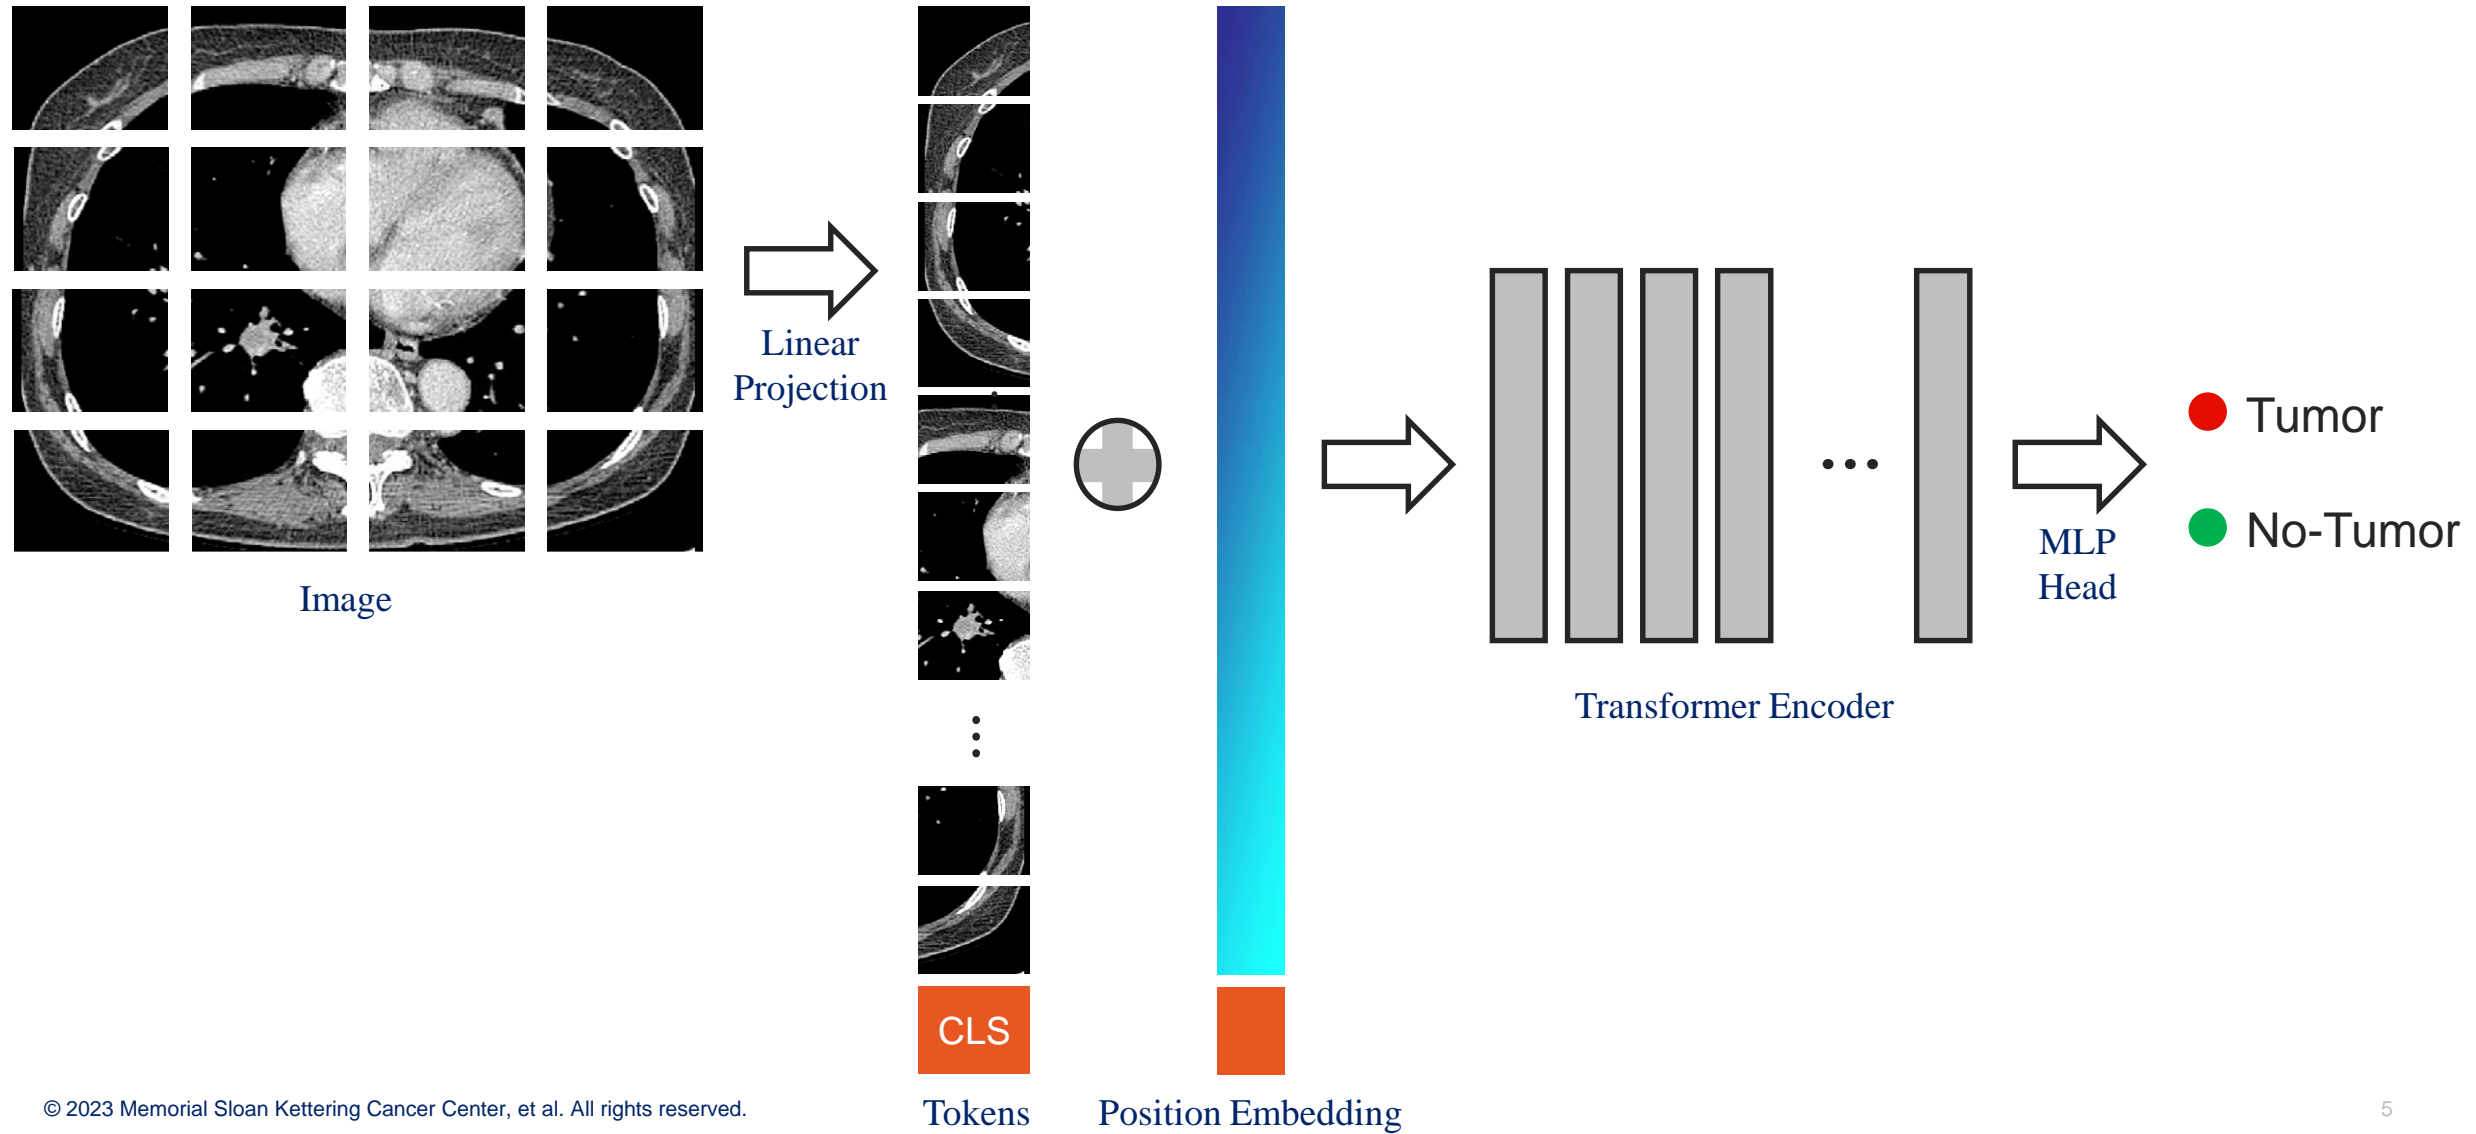 Image
Linear
Projection
CLS
Tokens
Position Embedding
Transformer Encoder
MLP
Head
Tumor
No-Tumor
© 2023 Memorial Sloan Kettering Cancer Center, et al. All rights reserved.
5